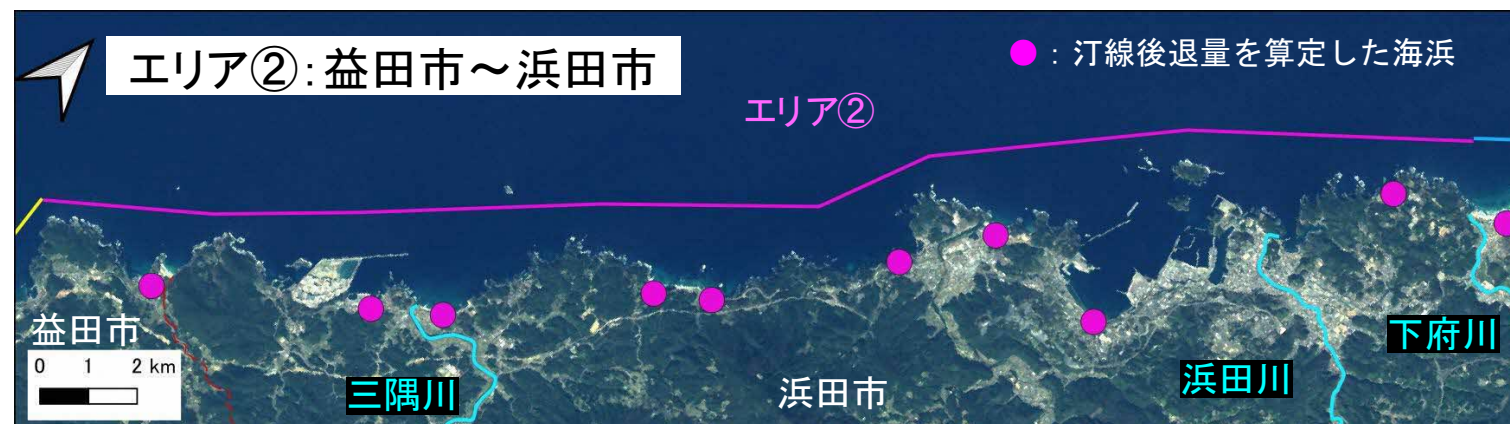 エリア②:益田市～浜田市
●:汀線後退量を算定した海浜
エリア②
益田市
0 1 2 km
三隅川
浜田市
浜田川
下府川